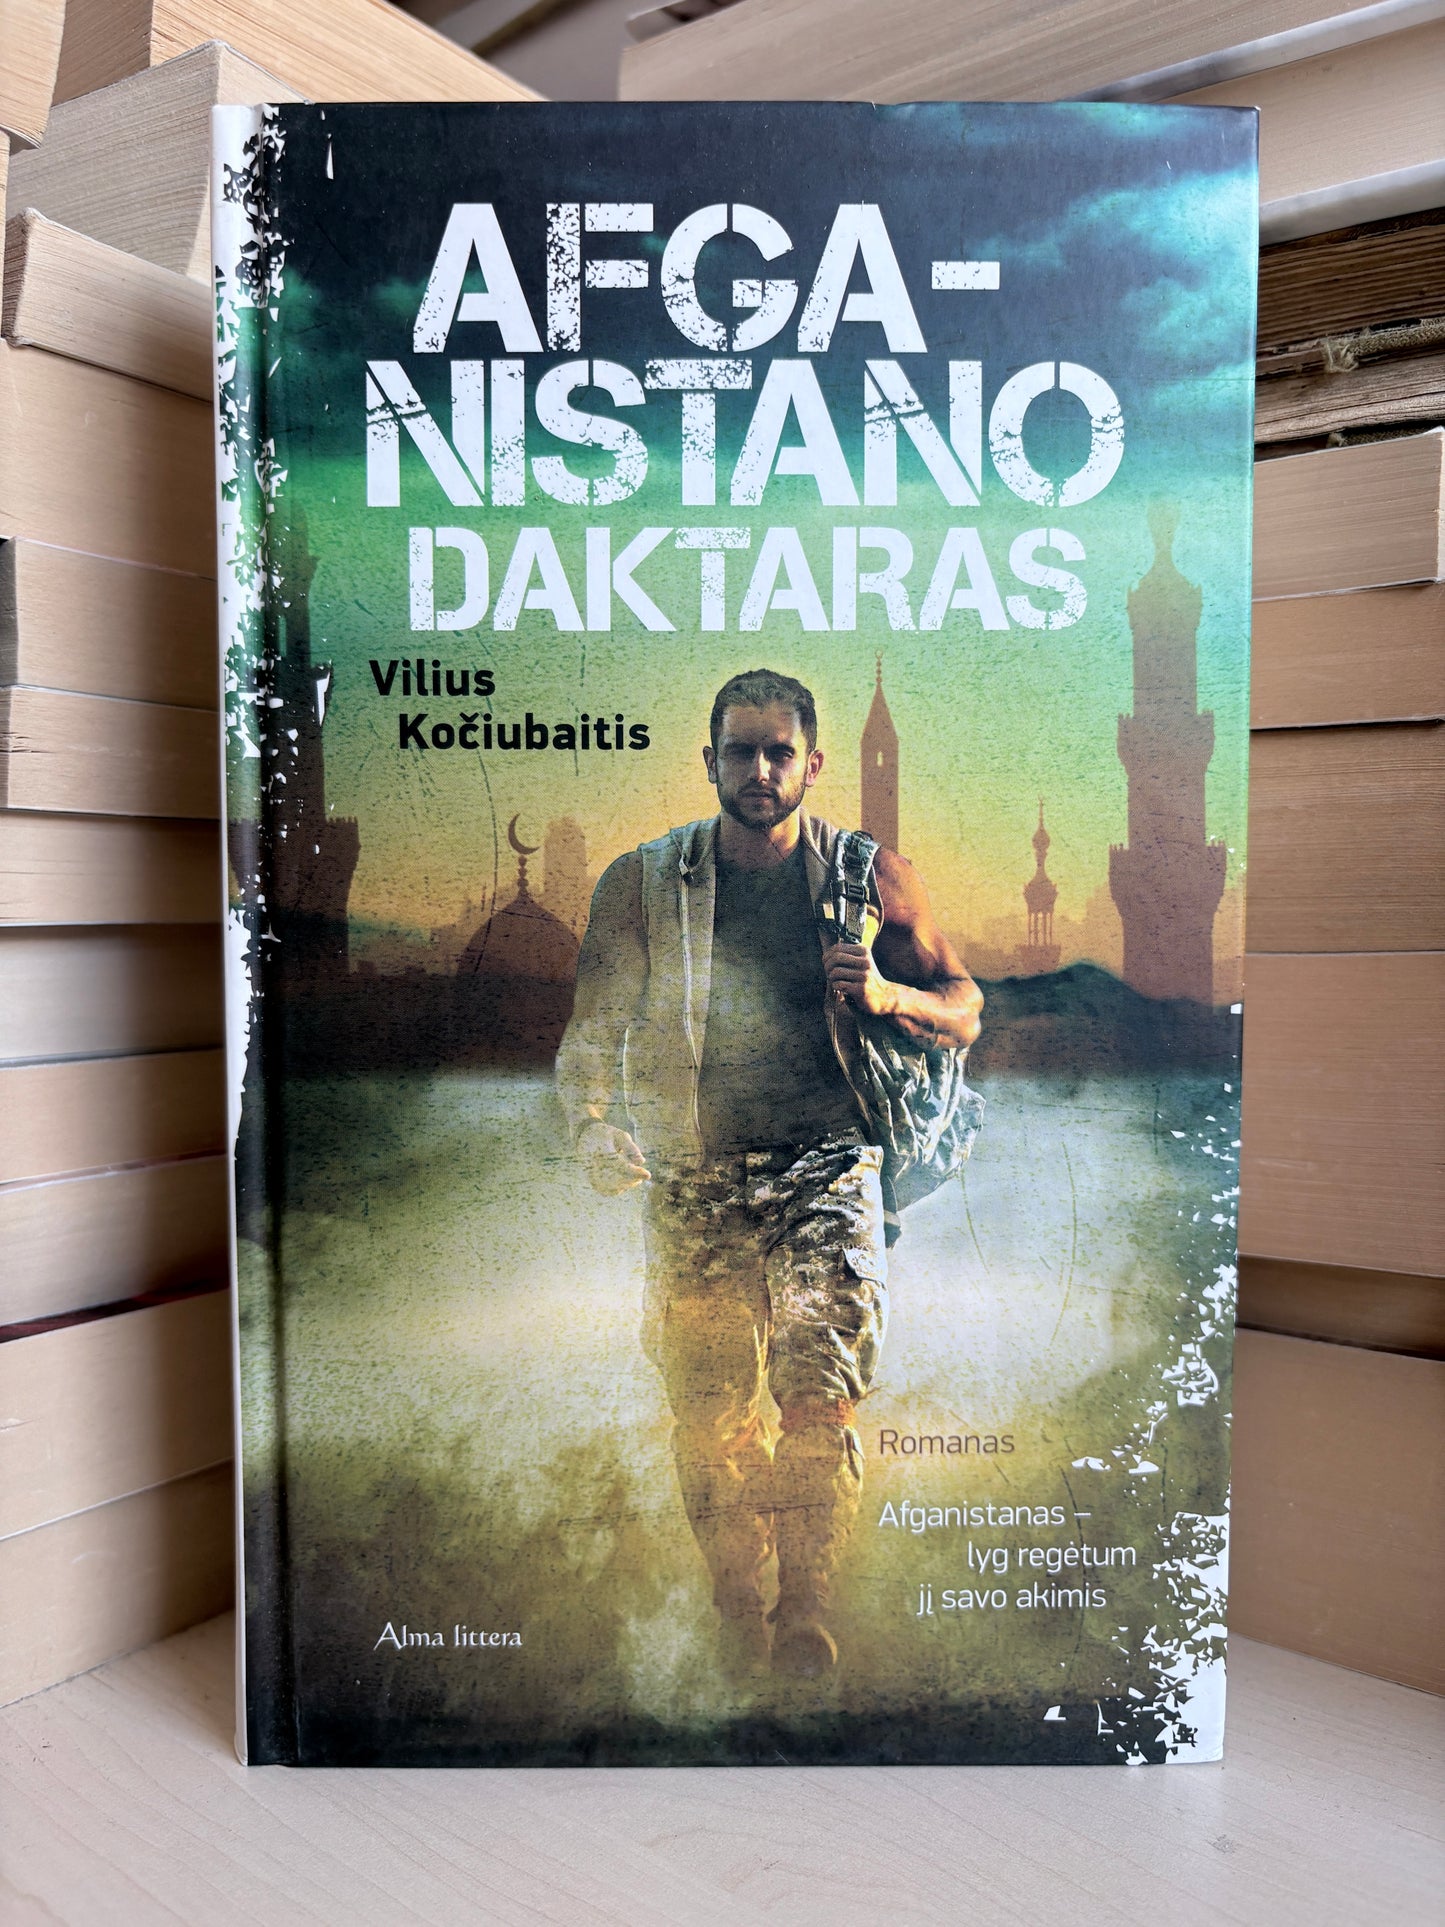 AFGA-
NISTANO
DAKTARAS
Vilius
Kočiubaitis
Romanas
Afganistanas –
lyg regėtum
jį savo akimis
Alma littera